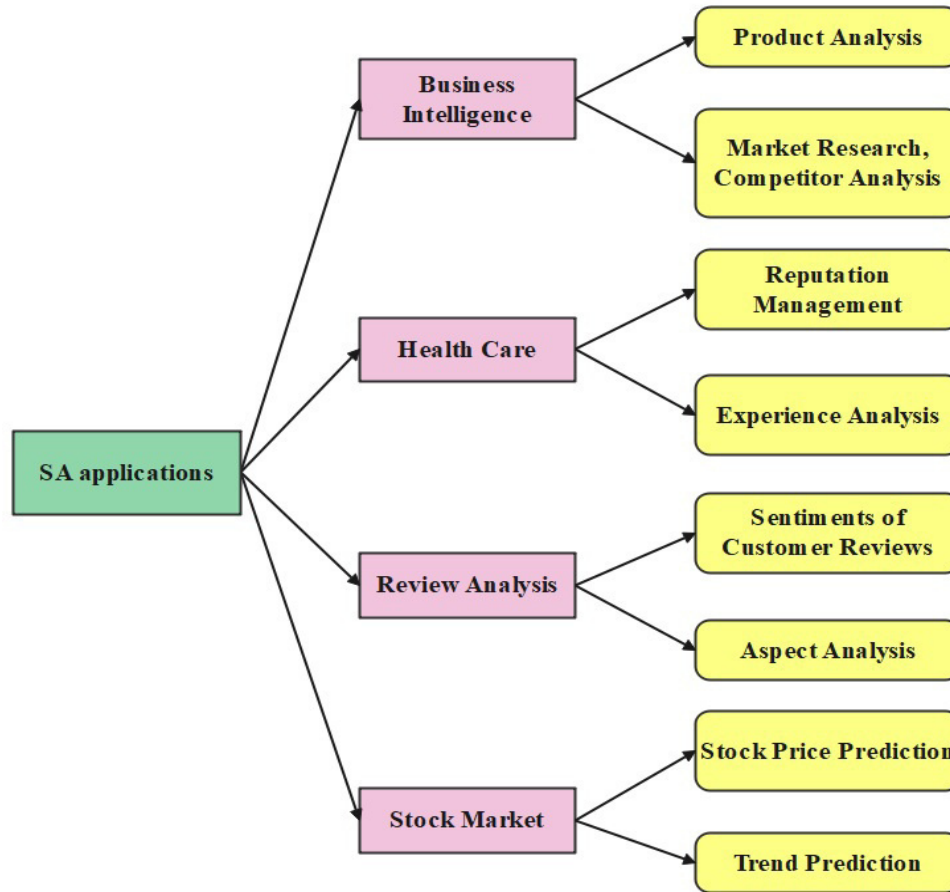 SA applications
Business
Intelligence
Product Analysis
Market Research,
Competitor Analysis
Health Care
Reputation
Management
Experience Analysis
Review Analysis
Sentiments of
Customer Reviews
Aspect Analysis
Stock Market
Stock Price Prediction
Trend Prediction